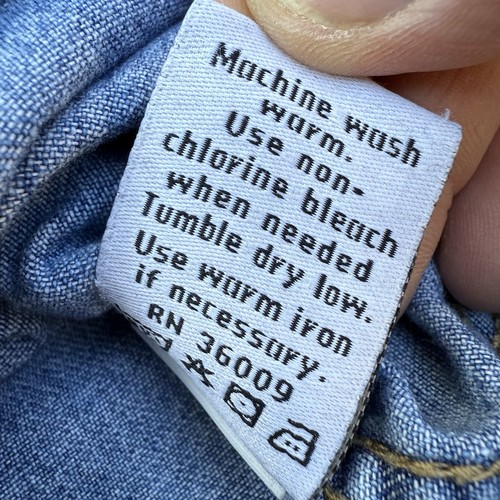 Machine wash
warm.
Use non-
chlorine bleach
when needed
Tumble dry low.
Use warm iron
if necessary.
RN 36009